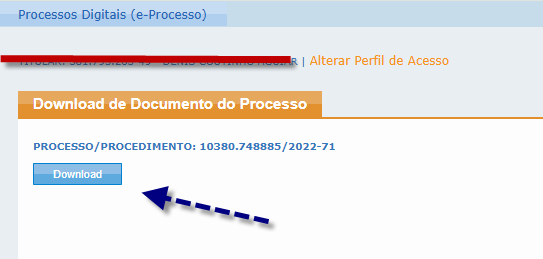 Processos Digitais (e-Processo)
| Alterar Perfil de Acesso
Download de Documento do Processo
PROCESSO/PROCEDIMENTO: 10380.748885/2022-71
Download